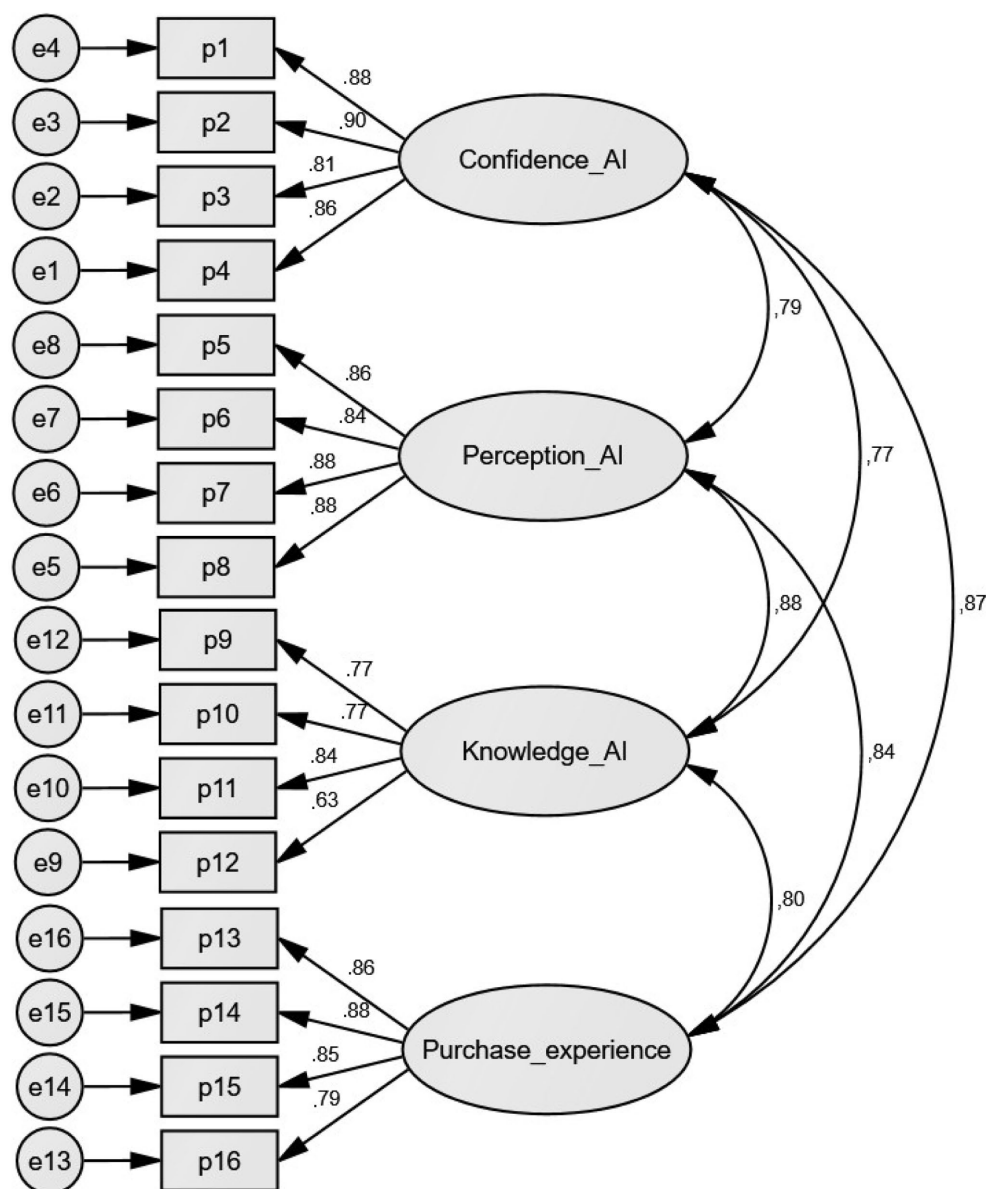 e4 p1
.88
e3 p2 .90
Confidence_AI
.81
e2 p3
.86
e1 p4
,79
e8 p5
.86
e7 p6 .84
Perception_AI ,77
.88
e6 p7
.88
e5 p8
,88 ,87
e12 p9
.77
e11 p10 .77
Knowledge_AI ,84
.84
e10 p11
.63
e9 p12
,80
e16 p13
.86
e15 p14 .88
Purchase_experience
.85
e14 p15
.79
e13 p16